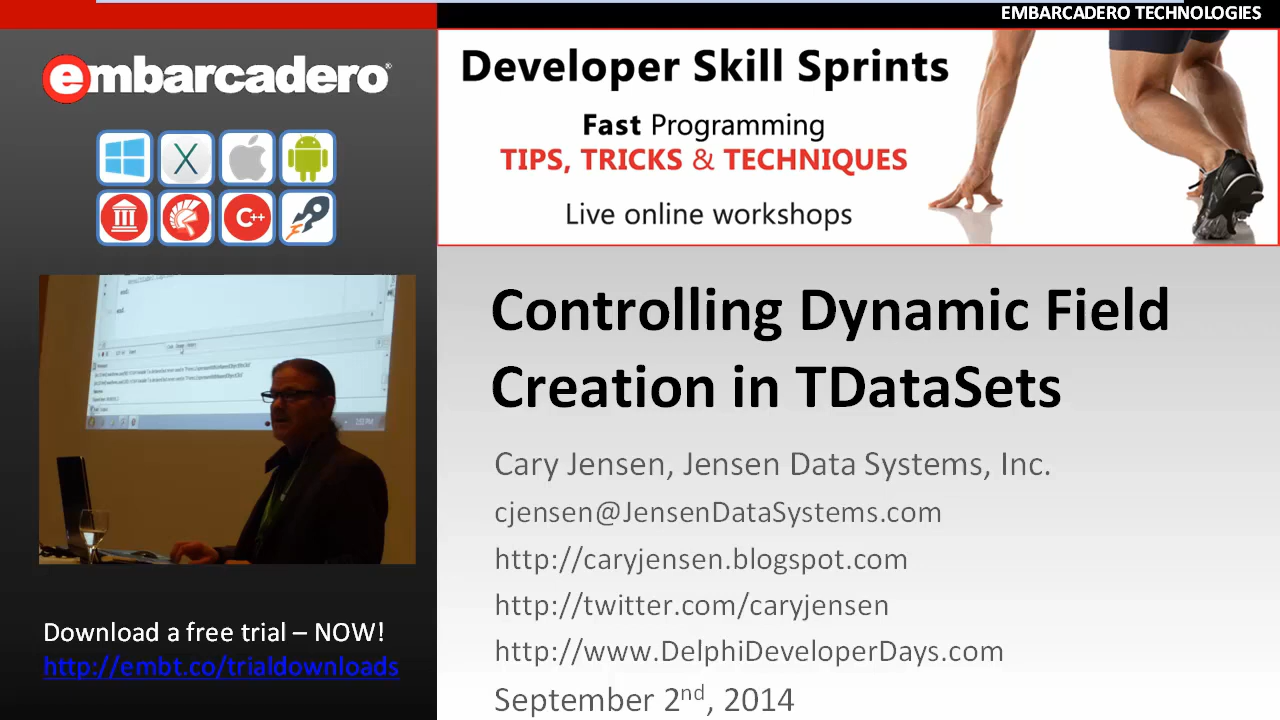 EMBARCADERO TECHNOLOGIES
embarcadero®
Developer Skill Sprints
Fast Programming
TIPS, TRICKS & TECHNIQUES
Live online workshops
X
C++
Controlling Dynamic Field
Creation in TDataSets
Cary Jensen, Jensen Data Systems, Inc.
cjensen@JensenDataSystems.com
http://caryjensen.blogspot.com
http://twitter.com/caryjensen
http://www.DelphiDeveloperDays.com
September 2nd, 2014
Download a free trial – NOW!
http://embt.co/trialdownloads